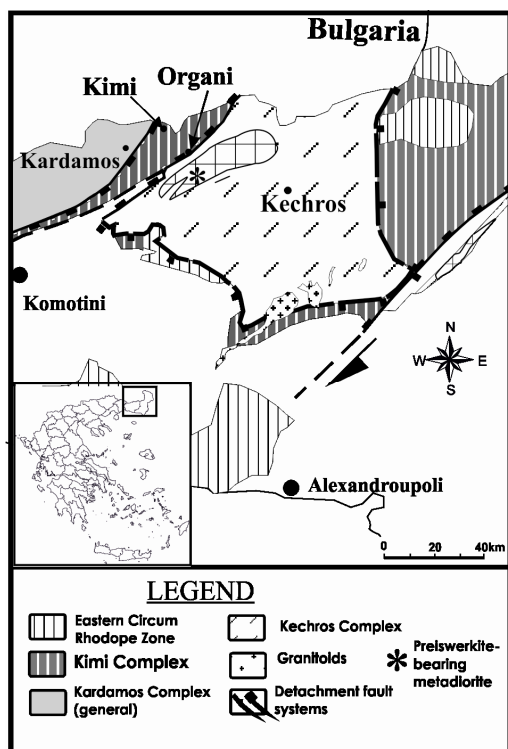 Bulgaria
Organi
Kimi
Kardamos
Kechros
Komotini
N
W E
S
Alexandroupoli
0 20 40km
LEGEND
Eastern Circum
Rhodope Zone
Kimi Complex
Kardamos Complex
(general)
Kechros Complex
Granitoids
Detachment fault
systems
Preiswerkite-
bearing
metadiorite